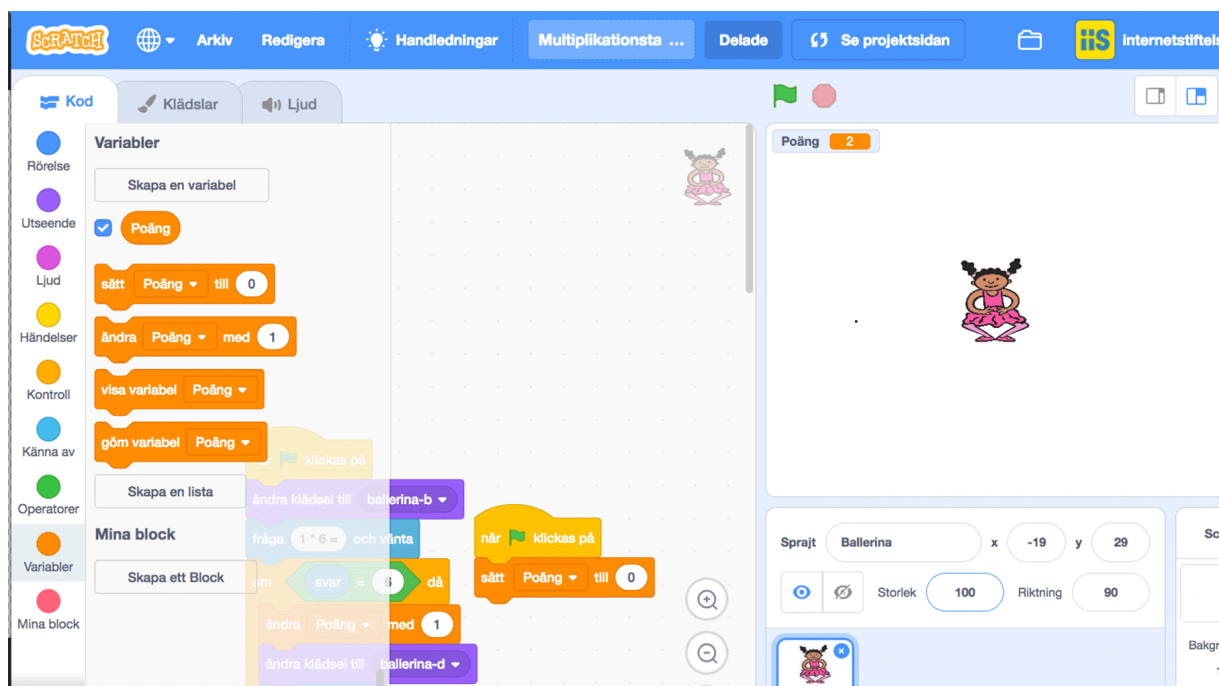 SCRATCH Arkiv Redigera Handledningar Multiplikationsta ... Delade Se projektsidan iiS internetstiftels
Kod Klädslar Ljud
Rörelse
Utseende
Ljud
Händelser
Kontroll
Känna av
Operatorer
Variabler
Mina block
Variabler
Skapa en variabel
Poäng
sätt Poäng till 0
ändra Poäng med 1
visa variabel Poäng
göm variabel Poäng
Skapa en lista
Mina block
Skapa ett Block
klickas på
ändra klädsel till ballerina-b
fråga 1 * 6 = och vänta
om svar = 6 då
ändra Poäng med 1
ändra klädsel till ballerina-d
när klickas på
sätt Poäng till 0
Poäng 2
Sprajt Ballerina x -19 y 29
Storlek 100 Riktning 90
Sc
Bakgr